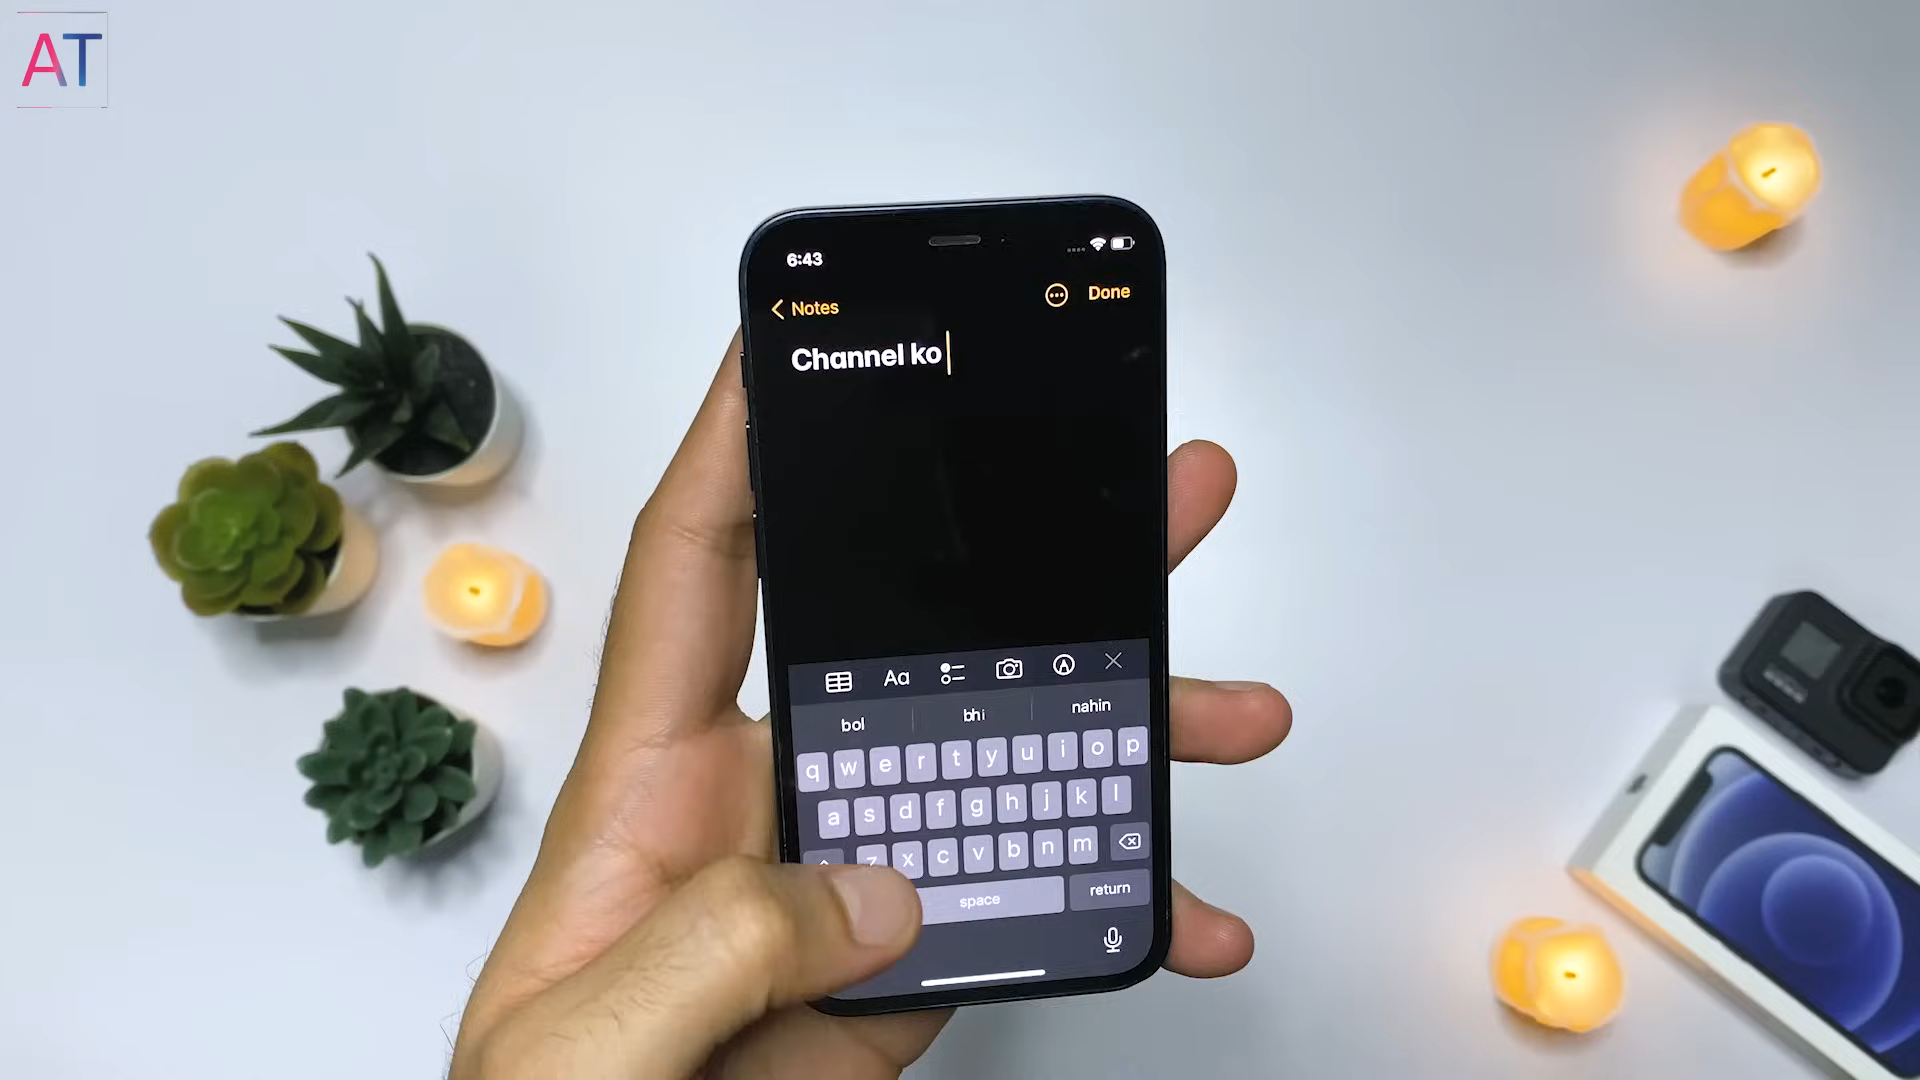 AT
6:43
Notes
Done
Channel ko
Aa
bol bhi nahin
q w e r t y u i o p
a s d f g h j k l
z x c v b n m
space return